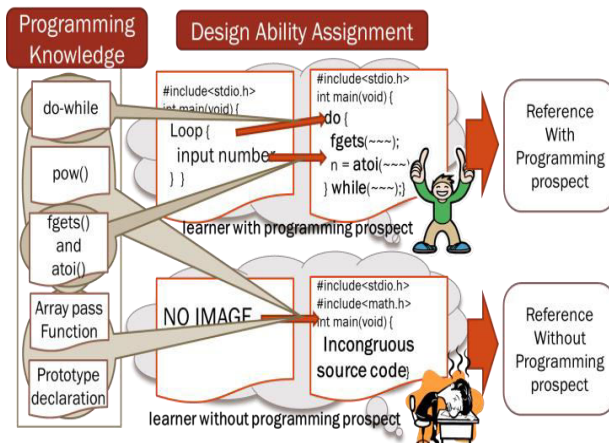 Programming
Knowledge
Design Ability Assignment
do-while
pow()
fgets()
and
atoi()
Array pass
Function
Prototype
declaration
#include<stdio.h>
int main(void) {
Loop {
input number
} }
#include<stdio.h>
int main(void) {
do {
fgets(~~~);
n = atoi(~~~)
} while(~~~);}
learner with programming prospect
Reference
With
Programming
prospect
NO IMAGE
#include<stdio.h>
#include<math.h>
int main(void) {
Incongruous
source code}
learner without programming prospect
Reference
Without
Programming
prospect